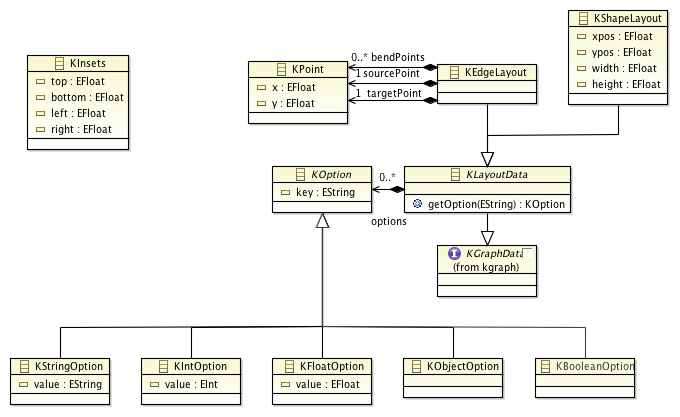 KShapeLayout
xpos : EFloat
ypos : EFloat
width : EFloat
height : EFloat
KInsets
top : EFloat
bottom : EFloat
left : EFloat
right : EFloat
KPoint
x : EFloat
y : EFloat
0..* bendPoints
1 sourcePoint
1 targetPoint
KEdgeLayout
KOption
key : EString
0..*
options
KLayoutData
getOption(EString) : KOption
KGraphData
(from kgraph)
KStringOption
value : EString
KIntOption
value : EInt
KFloatOption
value : EFloat
KObjectOption
KBooleanOption